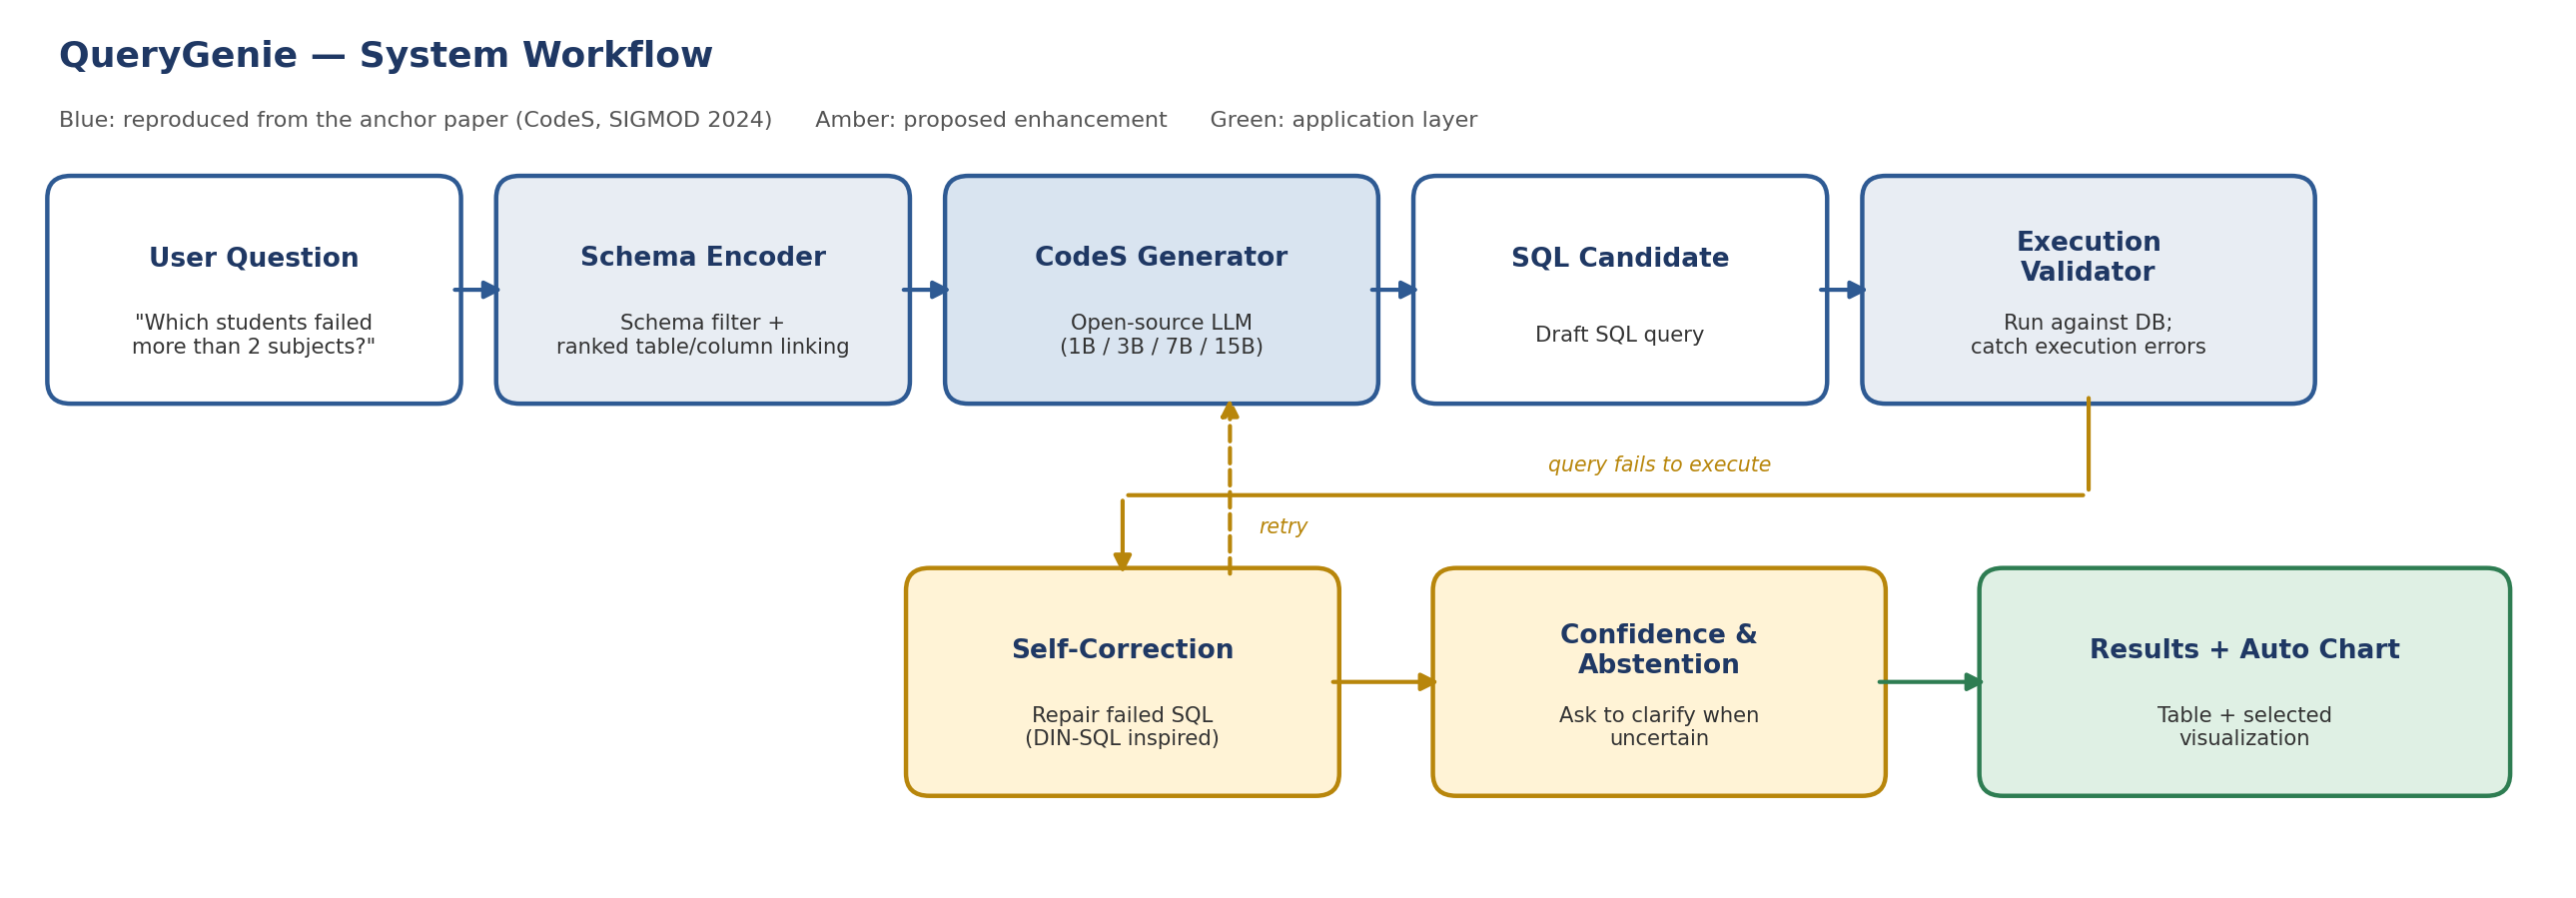 QueryGenie — System Workflow
Blue: reproduced from the anchor paper (CodeS, SIGMOD 2024)   Amber: proposed enhancement   Green: application layer
User Question
"Which students failed
more than 2 subjects?"
Schema Encoder
Schema filter +
ranked table/column linking
CodeS Generator
Open-source LLM
(1B / 3B / 7B / 15B)
SQL Candidate
Draft SQL query
Execution
Validator
Run against DB;
catch execution errors
query fails to execute
retry
Self-Correction
Repair failed SQL
(DIN-SQL inspired)
Confidence &
Abstention
Ask to clarify when
uncertain
Results + Auto Chart
Table + selected
visualization